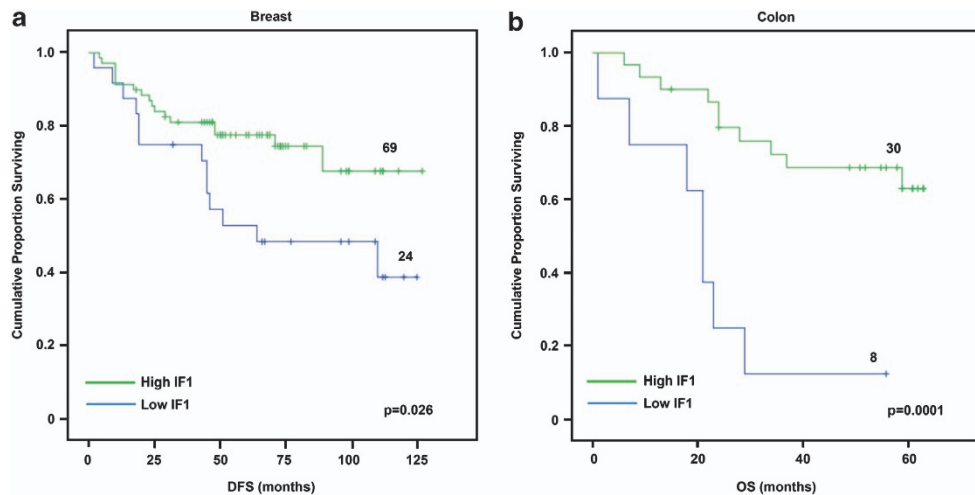 a
Breast
Cumulative Proportion Surviving
1.0
0.8
0.6
0.4
0.2
0
69
24
High IF1
Low IF1
p=0.026
0 25 50 75 100 125
DFS (months)
b
Colon
Cumulative Proportion Surviving
1.0
0.8
0.6
0.4
0.2
0
30
8
High IF1
Low IF1
p=0.0001
0 20 40 60
OS (months)